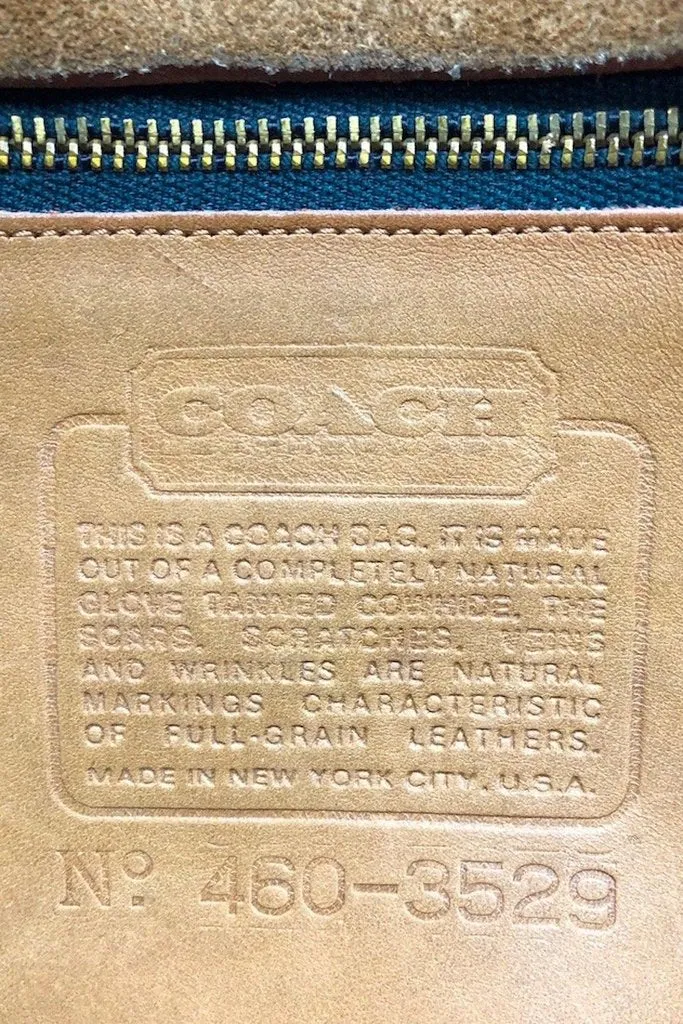 COACH
THIS IS A COACH BAG. IT IS MADE
OUT OF A COMPLETELY NATURAL
GLOVE TANNED COWHIDE. THE
SCARS, SCRATCHES, VEINS
AND WRINKLES ARE NATURAL
MARKINGS CHARACTERISTIC
OF FULL-GRAIN LEATHERS.
MADE IN NEW YORK CITY, U.S.A.
Nº 460-3529